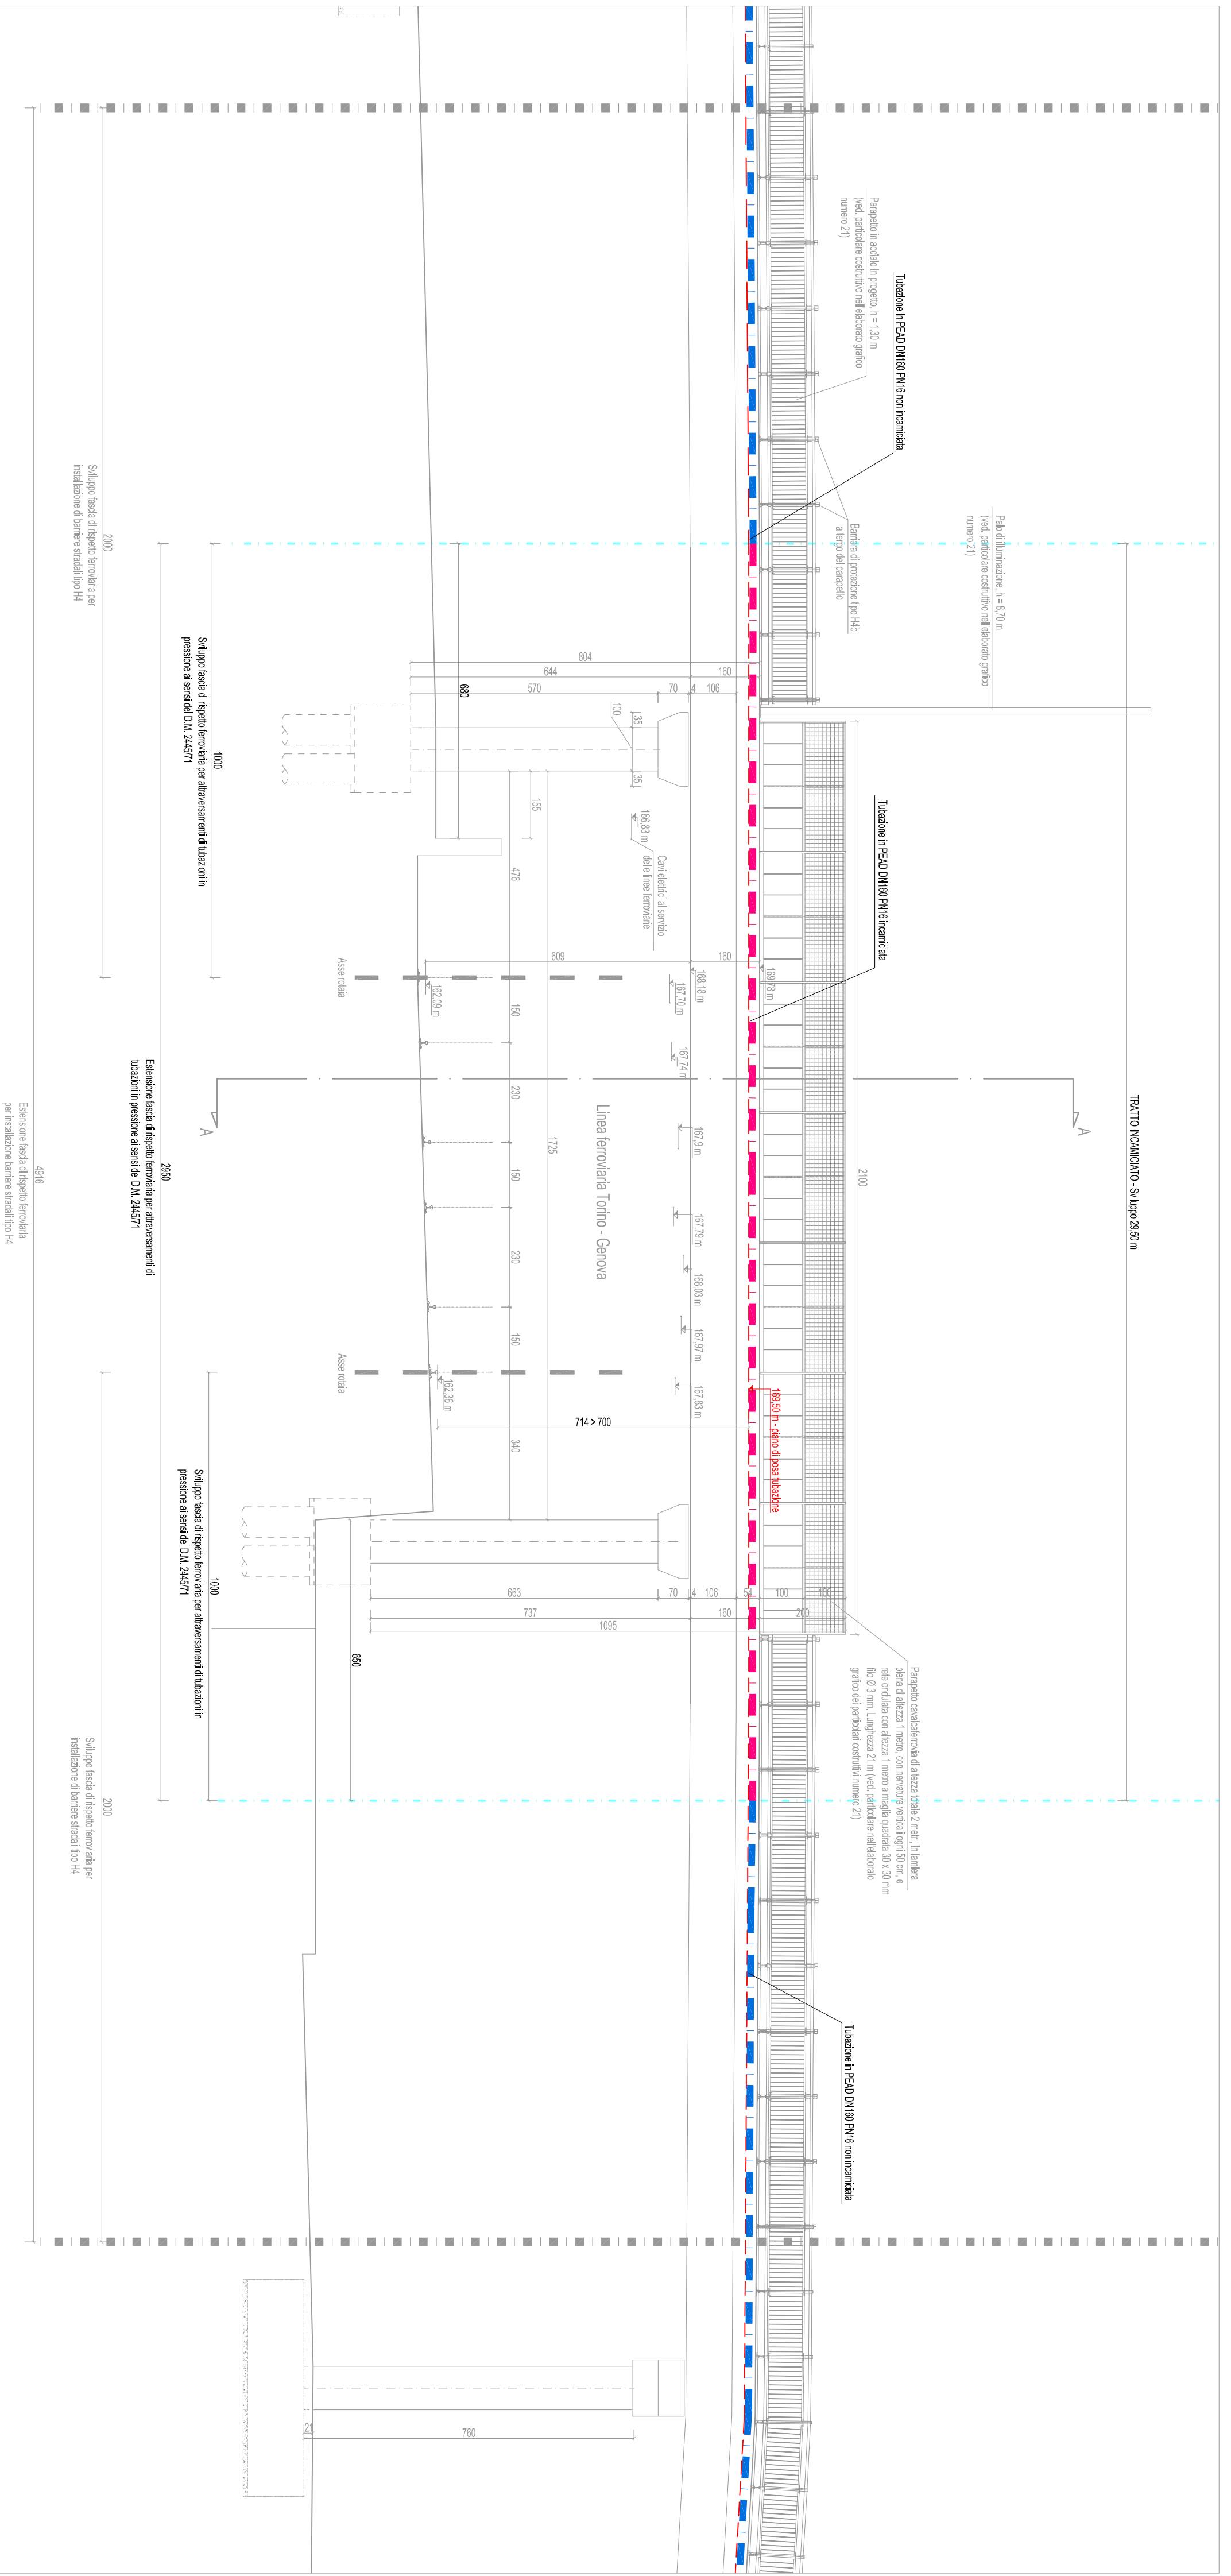 TRATTO INCAMICIATO - Sviluppo 29,50 m
A
A
Palo di illuminazione, h = 8,70 m
(ved. particolare costruttivo nell'elaborato grafico
numero 21)
Parapetto in acciaio in progetto, h = 1,30 m
(ved. particolare costruttivo nell'elaborato grafico
numero 21)
Tubazione in PEAD DN160 PN16 non incamiciata
Barriera di protezione tipo H4b
a tergo del parapetto
Tubazione in PEAD DN160 PN16 incamiciata
2100
Parapetto cavalcaferrovia di altezza totale 2 metri, in lamiera
piena di altezza 1 metro, con nervature verticali ogni 50 cm, e
rete ondulata con altezza 1 metro a maglia quadrata 30 x 30 mm
filo Ø 3 mm. Lunghezza 21 m (ved. particolare nell'elaborato
grafico dei particolari costruttivi numero 21)
Tubazione in PEAD DN160 PN16 non incamiciata
169,50 m - piano di posa tubazione
169,78 m
168,18 m
167,70 m
167,74 m
167,9 m
167,79 m
168,03 m
167,97 m
167,83 m
166,83 m
Cavi elettrici al servizio
delle linee ferroviarie
Linea ferroviaria Torino - Genova
804
644
160
570
70
4
106
100
35
35
155
680
476
609
160
150
230
1725
150
230
150
340
714 > 700
162,09 m
162,36 m
Asse rotaia
Asse rotaia
663
70
4
106
54
100
100
737
160
200
1095
650
760
21
1000
Sviluppo fascia di rispetto ferroviaria per attraversamenti di tubazioni in
pressione ai sensi del D.M. 2445/71
1000
Sviluppo fascia di rispetto ferroviaria per attraversamenti di tubazioni in
pressione ai sensi del D.M. 2445/71
2950
Estensione fascia di rispetto ferroviaria per attraversamenti di
tubazioni in pressione ai sensi del D.M. 2445/71
2000
Sviluppo fascia di rispetto ferroviaria per
installazione di barriere stradali tipo H4
2000
Sviluppo fascia di rispetto ferroviaria per
installazione di barriere stradali tipo H4
4916
Estensione fascia di rispetto ferroviaria
per installazione barriere stradali tipo H4